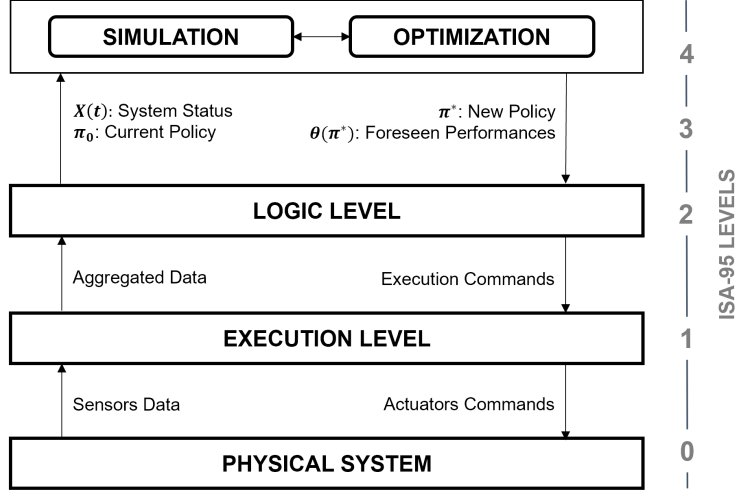 SIMULATION
OPTIMIZATION
4
X(t): System Status
π₀: Current Policy
π*: New Policy
θ(π*): Foreseen Performances
3
LOGIC LEVEL
2
Aggregated Data
Execution Commands
EXECUTION LEVEL
1
Sensors Data
Actuators Commands
PHYSICAL SYSTEM
0
ISA-95 LEVELS